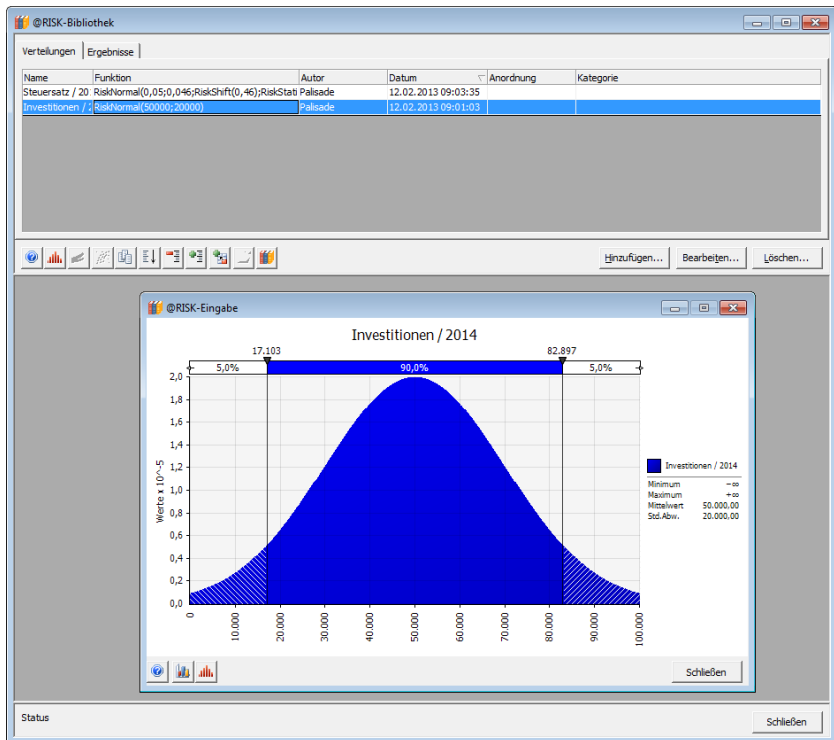 @RISK-Bibliothek
Verteilungen Ergebnisse
Name Funktion Autor Datum Anordnung Kategorie
Steuersatz / 20 RiskNormal(0,05;0,046;RiskShift(0,46);RiskStati Palisade 12.02.2013 09:03:35
Investitionen / 2 RiskNormal(50000;20000) Palisade 12.02.2013 09:01:03
Hinzufügen... Bearbeiten... Löschen...
@RISK-Eingabe
Investitionen / 2014
17.103 82.897
5,0% 90,0% 5,0%
2,0
1,8
1,6
1,4
1,2
1,0
0,8
0,6
0,4
0,2
0,0
Werte x 10^-5
0 10.000 20.000 30.000 40.000 50.000 60.000 70.000 80.000 90.000 100.000
Investitionen / 2014
Minimum -∞
Maximum +∞
Mittelwert 50.000,00
Std.Abw. 20.000,00
Schließen
Status
Schließen